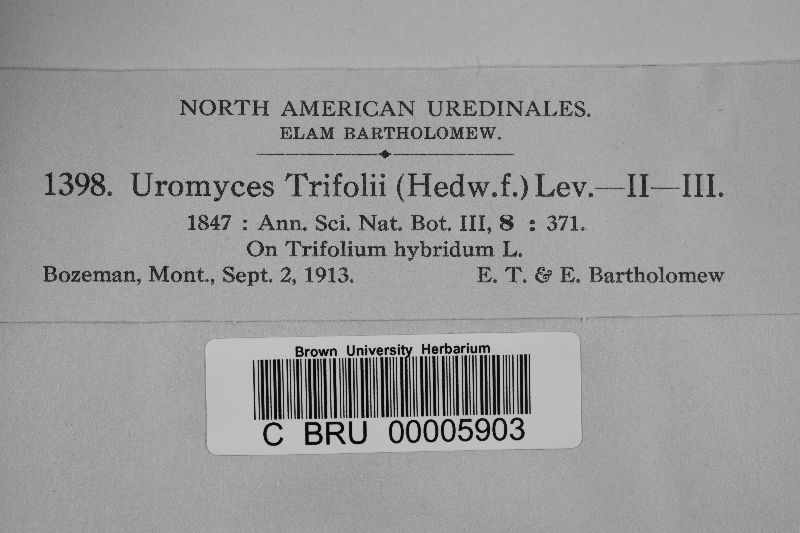 NORTH AMERICAN UREDINALES.
ELAM BARTHOLOMEW.
1398. Uromyces Trifolii (Hedw.f.) Lev.—II—III.
1847 : Ann. Sci. Nat. Bot. III, 8 : 371.
On Trifolium hybridum L.
Bozeman, Mont., Sept. 2, 1913. E. T. & E. Bartholomew
Brown University Herbarium
C BRU 00005903